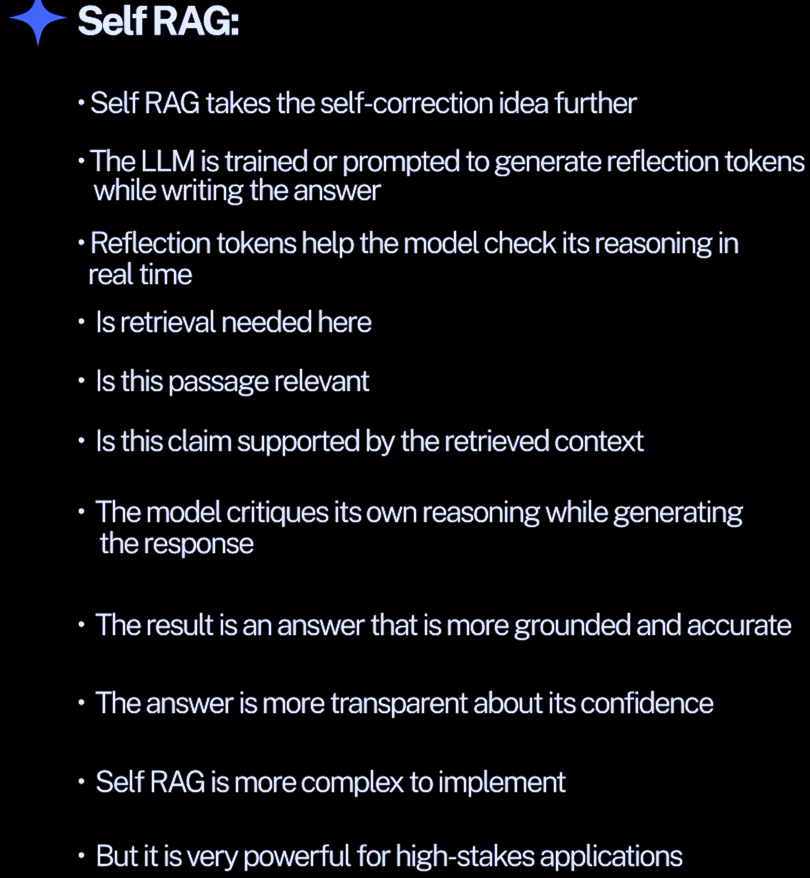 Self RAG:
• Self RAG takes the self-correction idea further
• The LLM is trained or prompted to generate reflection tokens
while writing the answer
• Reflection tokens help the model check its reasoning in
real time
• Is retrieval needed here
• Is this passage relevant
• Is this claim supported by the retrieved context
• The model critiques its own reasoning while generating
the response
• The result is an answer that is more grounded and accurate
• The answer is more transparent about its confidence
• Self RAG is more complex to implement
• But it is very powerful for high-stakes applications